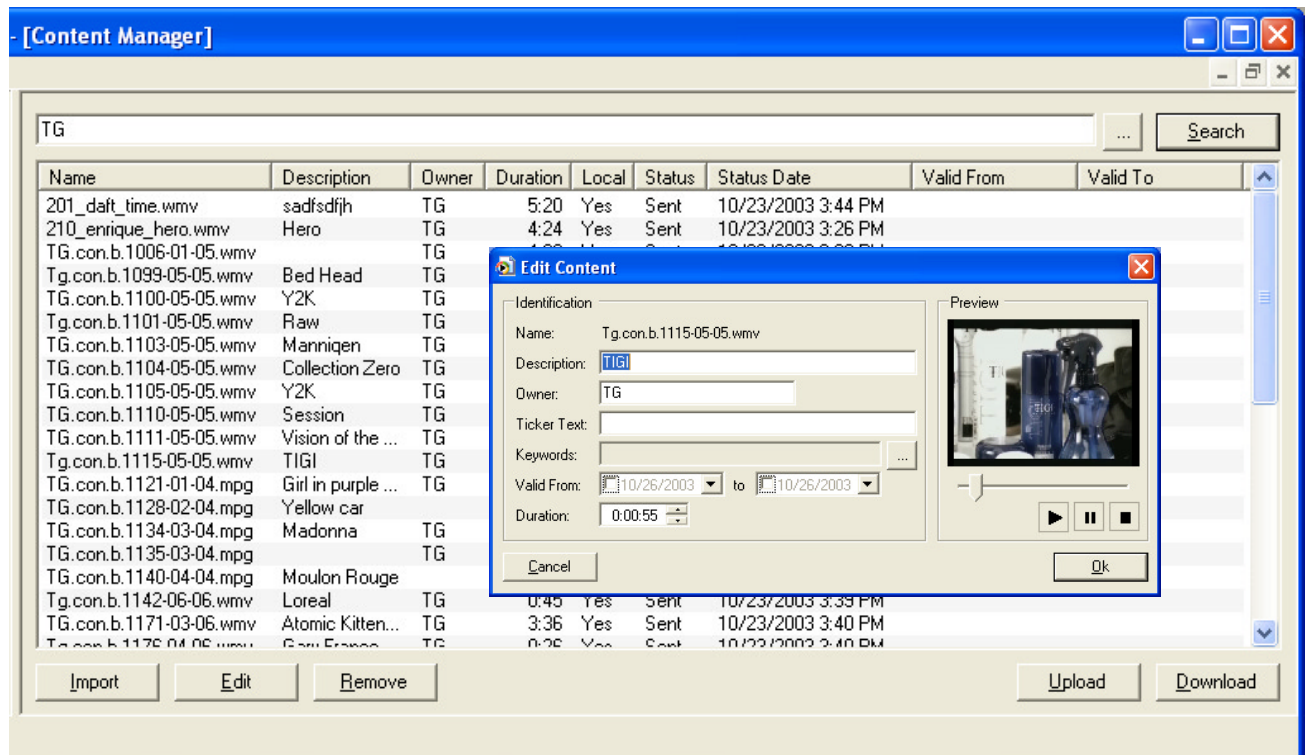 - [Content Manager]
TG ... Search
Name Description Owner Duration Local Status Status Date Valid From Valid To
201_daft_time.wmv sadfsdfjh TG 5:20 Yes Sent 10/23/2003 3:44 PM
210_enrique_hero.wmv Hero TG 4:24 Yes Sent 10/23/2003 3:26 PM
TG.con.b.1006-01-05.wmv TG
Tg.con.b.1099-05-05.wmv Bed Head TG
TG.con.b.1100-05-05.wmv Y2K TG
Tg.con.b.1101-05-05.wmv Raw TG
TG.con.b.1103-05-05.wmv Manniqen TG
TG.con.b.1104-05-05.wmv Collection Zero TG
TG.con.b.1105-05-05.wmv Y2K TG
TG.con.b.1110-05-05.wmv Session TG
TG.con.b.1111-05-05.wmv Vision of the ... TG
Tg.con.b.1115-05-05.wmv TIGI TG
TG.con.b.1121-01-04.mpg Girl in purple ... TG
TG.con.b.1128-02-04.mpg Yellow car
TG.con.b.1134-03-04.mpg Madonna TG
TG.con.b.1135-03-04.mpg TG
TG.con.b.1140-04-04.mpg Moulon Rouge
Tg.con.b.1142-06-06.wmv Loreal TG 0:45 Yes Sent 10/23/2003 3:39 PM
TG.con.b.1171-03-06.wmv Atomic Kitten... TG 3:36 Yes Sent 10/23/2003 3:40 PM
Edit Content
Identification
Preview
Name: Tg.con.b.1115-05-05.wmv
Description: TIGI
Owner: TG
Ticker Text:
Keywords: ...
Valid From: 10/26/2003 to 10/26/2003
Duration: 0:00:55
Cancel Ok
Import Edit Remove Upload Download